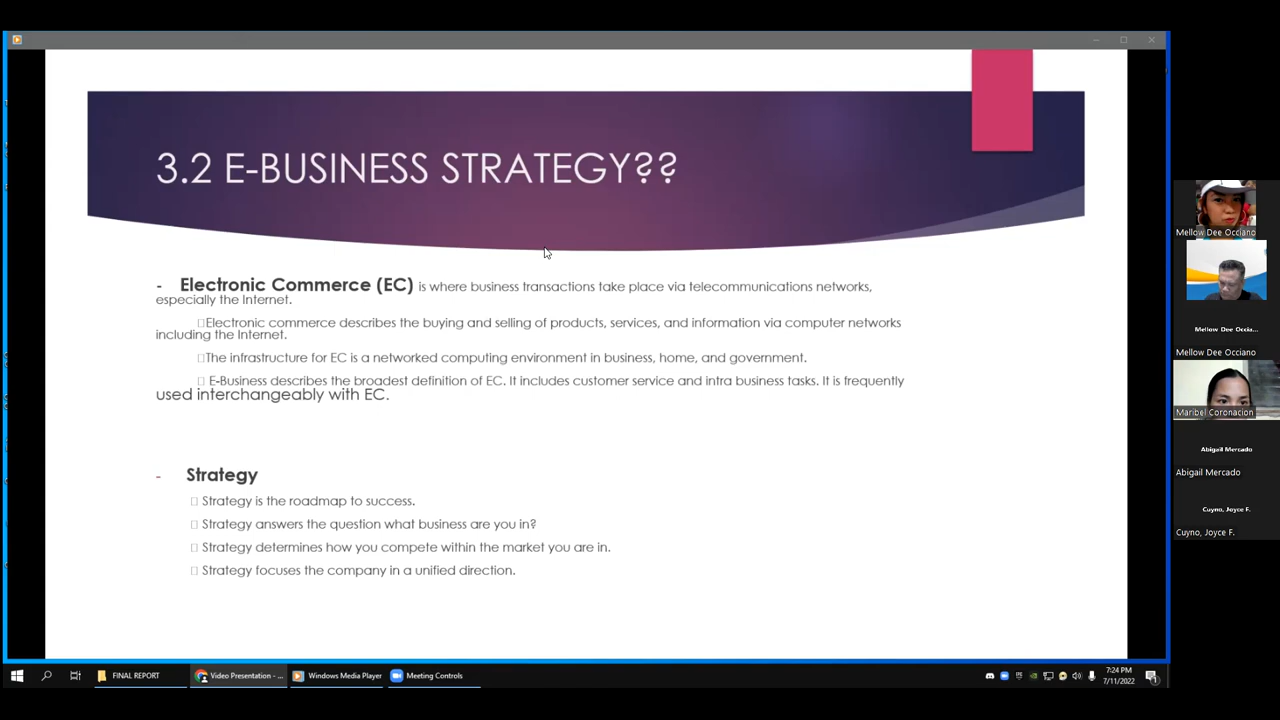 3.2 E-BUSINESS STRATEGY??
- Electronic Commerce (EC) is where business transactions take place via telecommunications networks,
especially the Internet.
Electronic commerce describes the buying and selling of products, services, and information via computer networks
including the Internet.
The infrastructure for EC is a networked computing environment in business, home, and government.
E-Business describes the broadest definition of EC. It includes customer service and intra business tasks. It is frequently
used interchangeably with EC.
- Strategy
Strategy is the roadmap to success.
Strategy answers the question what business are you in?
Strategy determines how you compete within the market you are in.
Strategy focuses the company in a unified direction.
Mellow Dee Occiano
Mellow Dee Occia...
Mellow Dee Occiano
Maribel Coronacion
Abigail Mercado
Abigail Mercado
Cuyno, Joyce F.
Cuyno, Joyce F.
FINAL REPORT
Video Presentation - ...
Windows Media Player
Meeting Controls
7:24 PM
7/11/2022